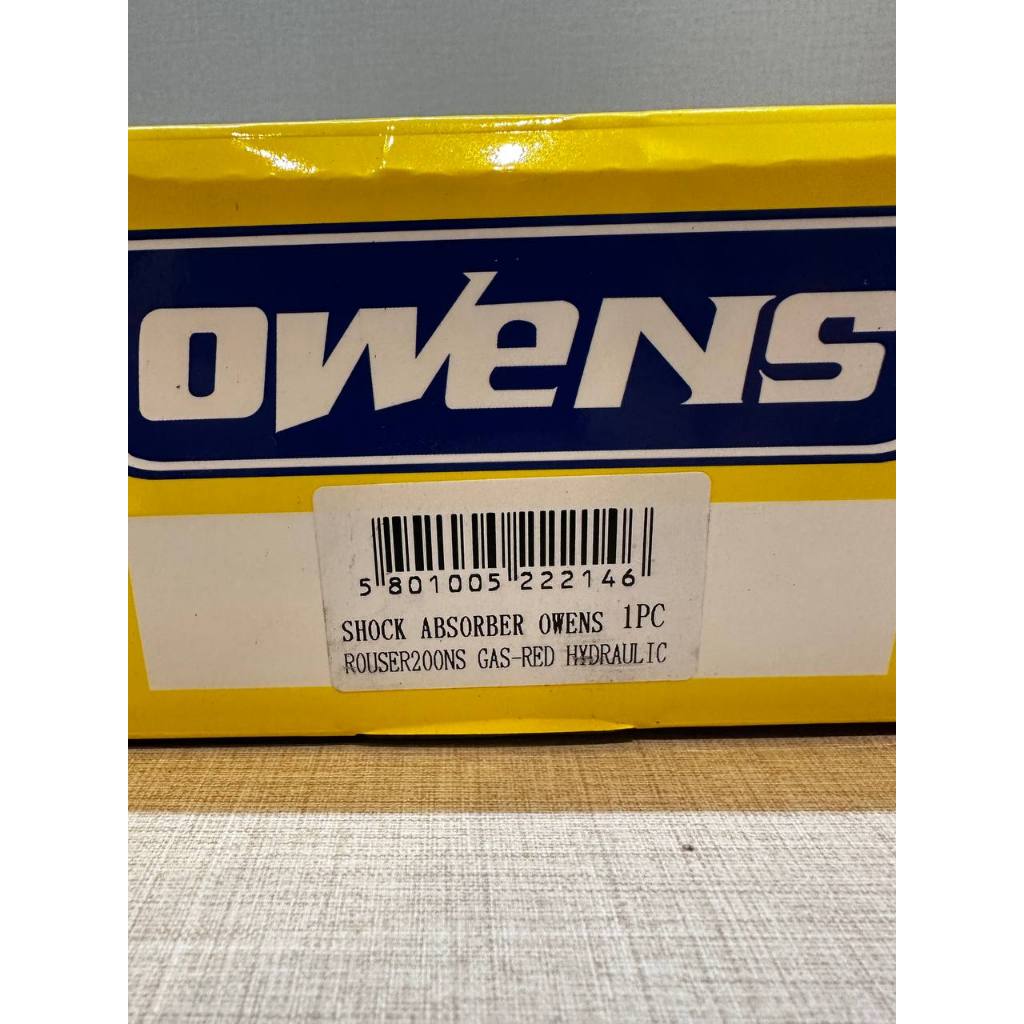 OWENS
5 801005 222146
SHOCK ABSORBER OWENS 1PC
ROUSER200NS GAS-RED HYDRAULIC